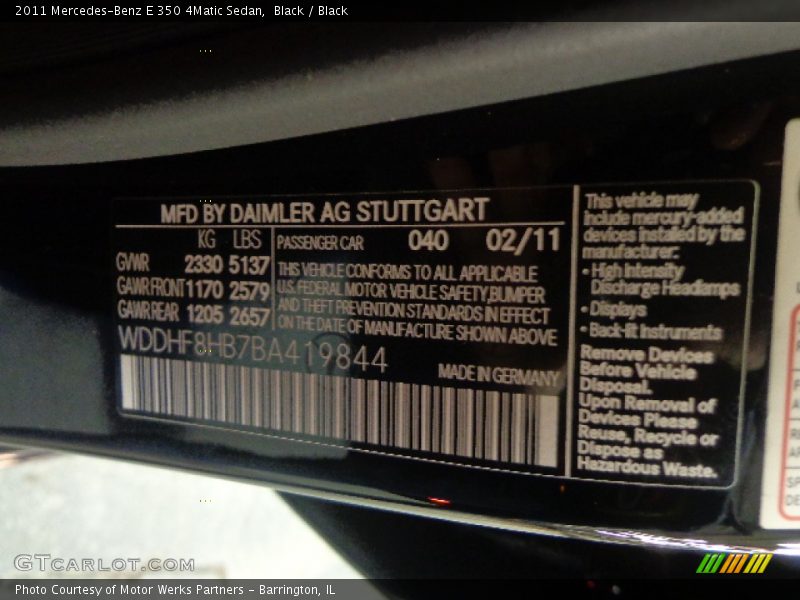 2011 Mercedes-Benz E 350 4Matic Sedan, Black / Black
MFD BY DAIMLER AG STUTTGART
KG LBS
GVWR 2330 5137
GAWR FRONT 1170 2579
GAWR REAR 1205 2657
PASSENGER CAR 040 02/11
THIS VEHICLE CONFORMS TO ALL APPLICABLE
U.S. FEDERAL MOTOR VEHICLE SAFETY, BUMPER
AND THEFT PREVENTION STANDARDS IN EFFECT
ON THE DATE OF MANUFACTURE SHOWN ABOVE
WDDHF8HB7BA419844
MADE IN GERMANY
This vehicle may
include mercury-added
devices installed by the
manufacturer:
• High Intensity
Discharge Headlamps
• Displays
• Back-lit Instruments
Remove Devices
Before Vehicle
Disposal.
Upon Removal of
Devices Please
Reuse, Recycle or
Dispose as
Hazardous Waste.
GTCARLOT.COM
Photo Courtesy of Motor Werks Partners - Barrington, IL